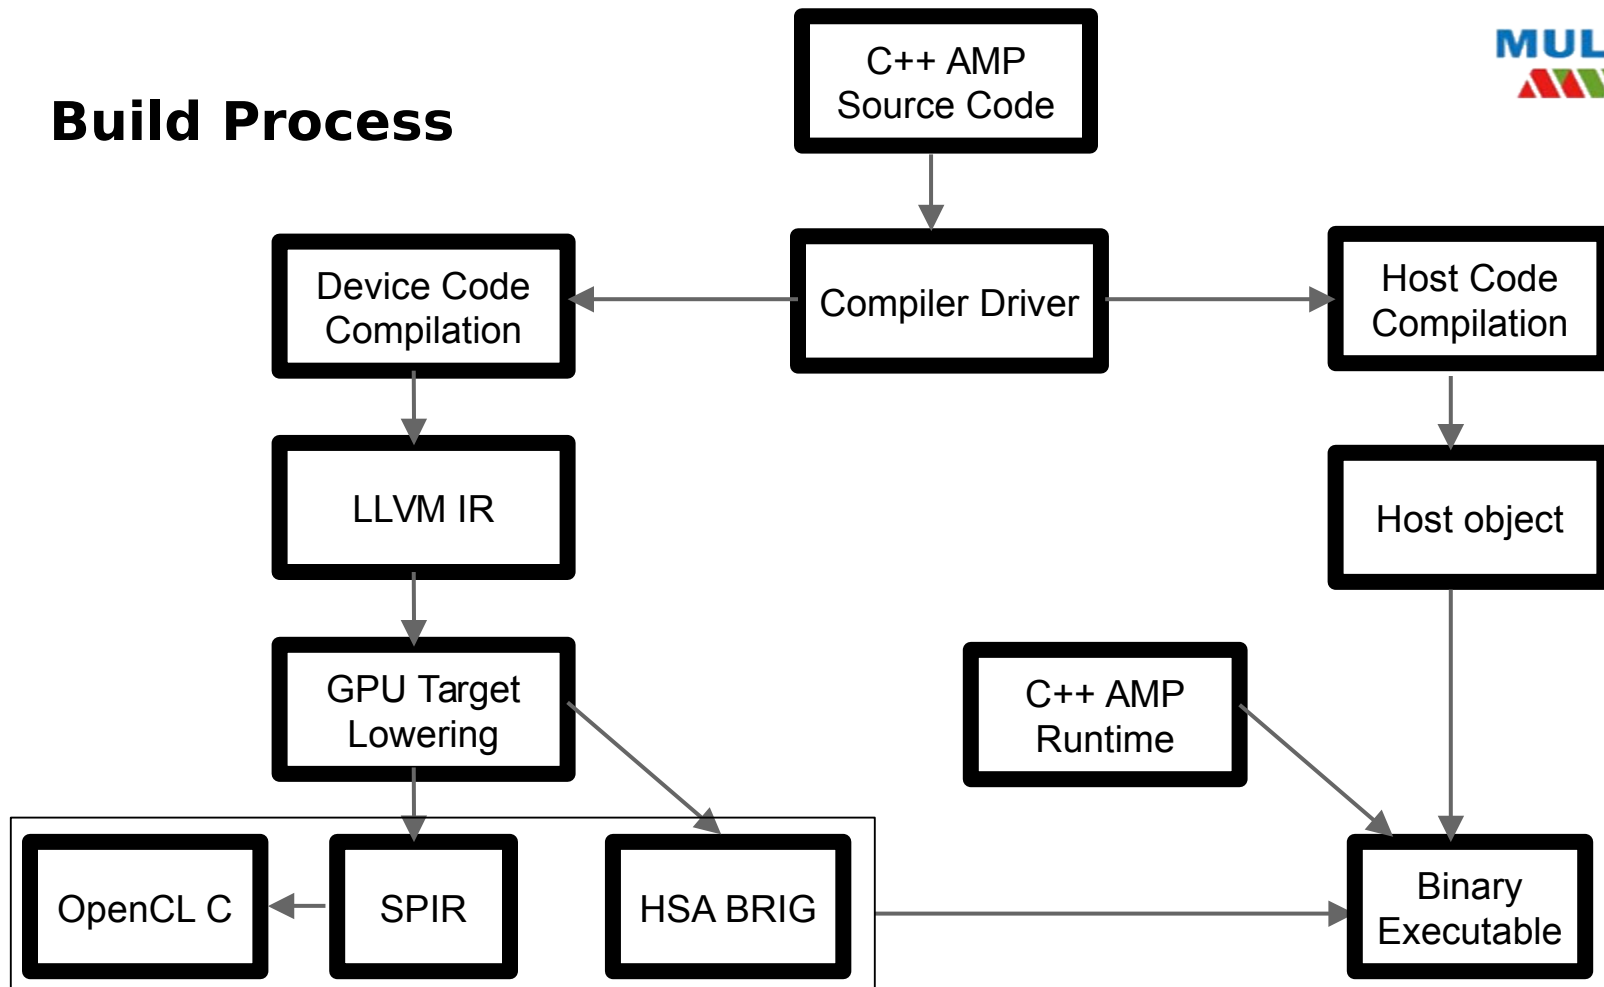 MUL
Build Process
C++ AMP
Source Code
Device Code
Compilation
Compiler Driver
Host Code
Compilation
LLVM IR
Host object
GPU Target
Lowering
C++ AMP
Runtime
OpenCL C
SPIR
HSA BRIG
Binary
Executable